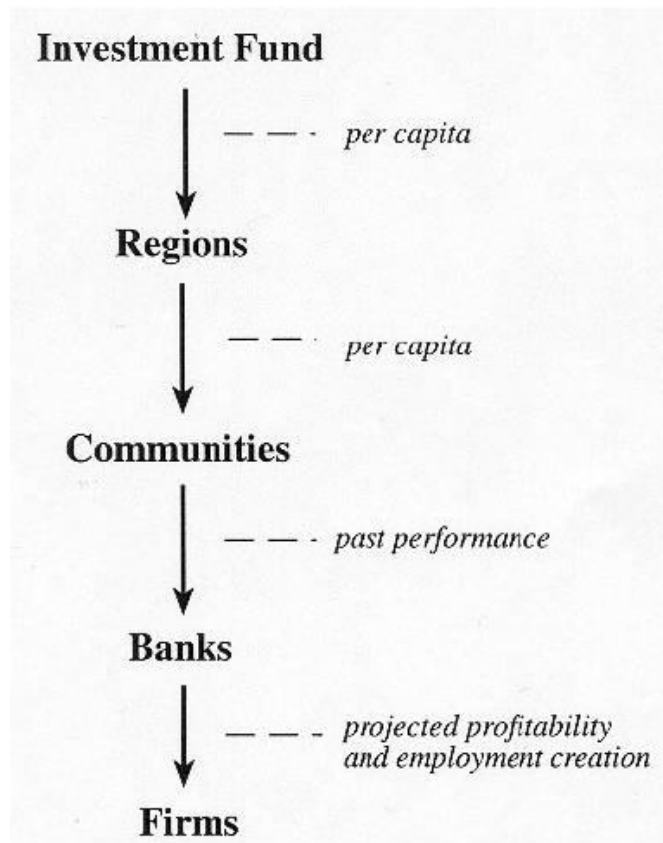 Investment Fund
per capita
Regions
per capita
Communities
past performance
Banks
projected profitability
and employment creation
Firms